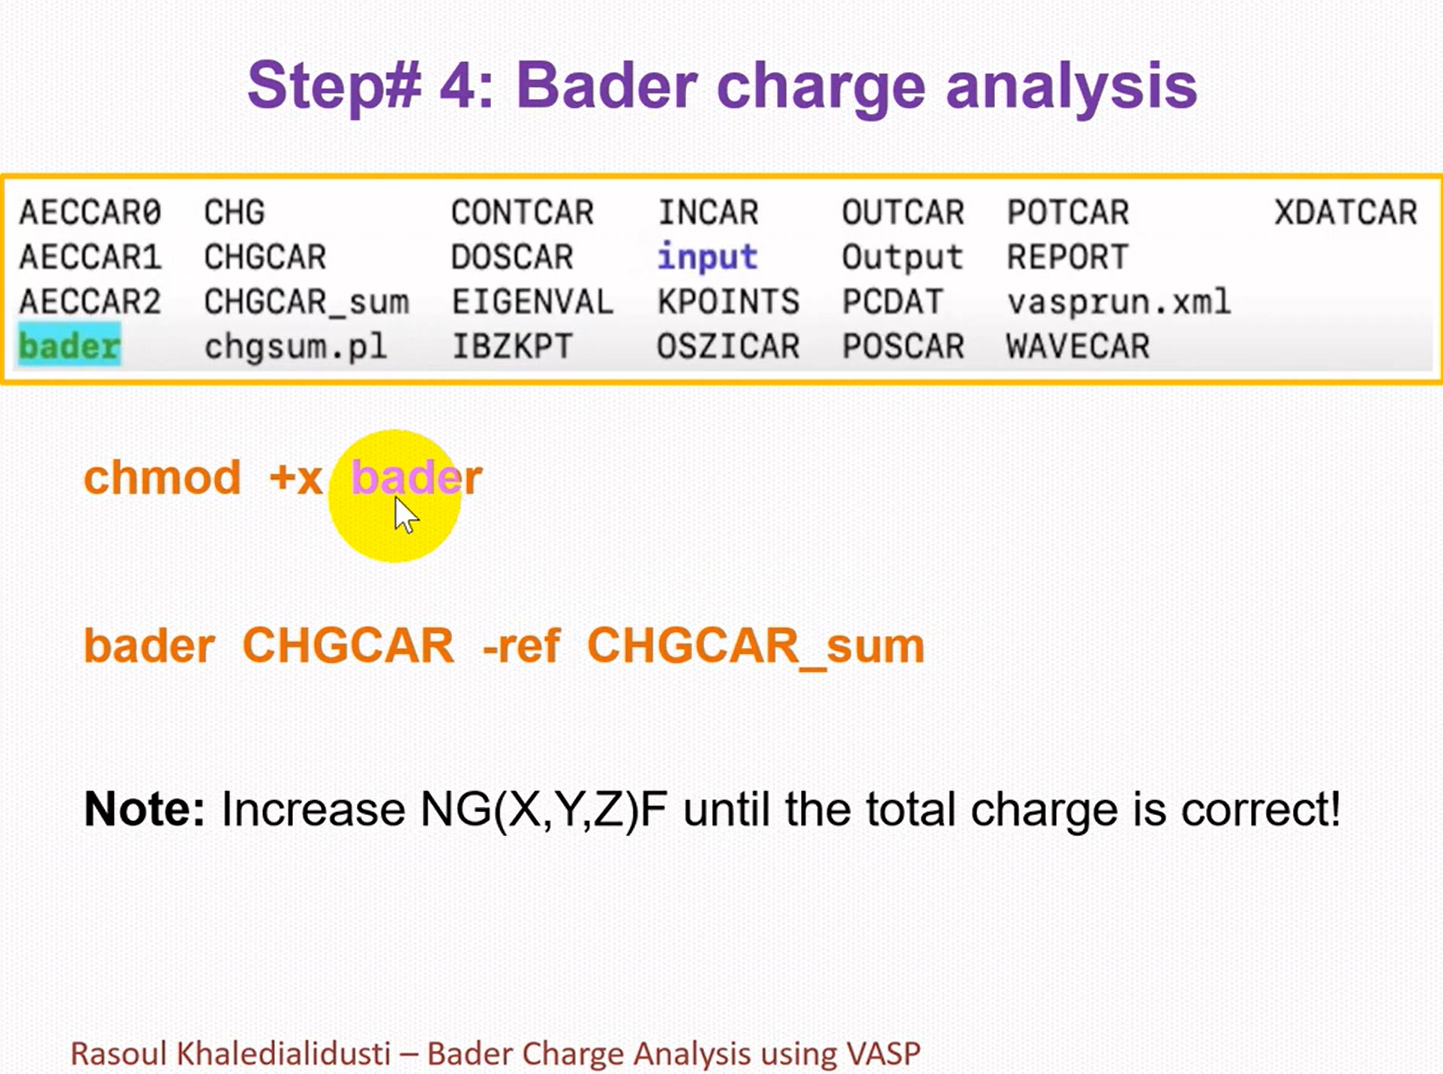 Step# 4: Bader charge analysis
AECCAR0 CHG CONTCAR INCAR OUTCAR POTCAR XDATCAR
AECCAR1 CHGCAR DOSCAR input Output REPORT
AECCAR2 CHGCAR_sum EIGENVAL KPOINTS PCDAT vasprun.xml
bader chgsum.pl IBZKPT OSZICAR POSCAR WAVECAR
chmod +x bader
bader CHGCAR -ref CHGCAR_sum
Note: Increase NG(X,Y,Z)F until the total charge is correct!
Rasoul Khaledialidusti – Bader Charge Analysis using VASP